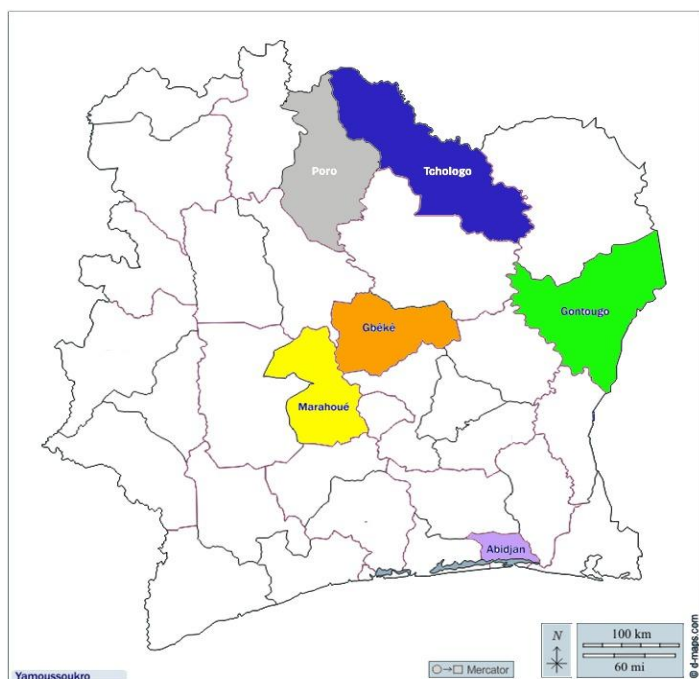 Poro
Tchologo
Gontougo
Gbêkê
Marahoué
Abidjan
N
100 km
60 mi
Mercator
© d-maps.com
Yamoussoukro